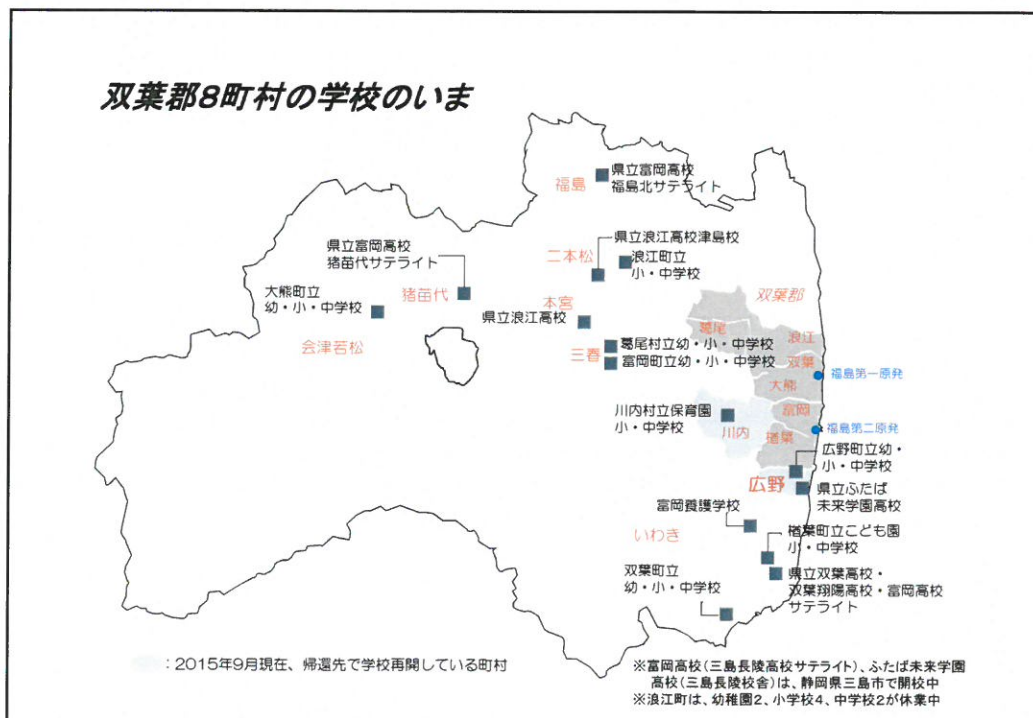 双葉郡8町村の学校のいま
福島
県立富岡高校
福島北サテライト
県立浪江高校津島校
二本松
浪江町立
小・中学校
県立富岡高校
猪苗代サテライト
猪苗代
大熊町立
幼・小・中学校
会津若松
本宮
県立浪江高校
三春
葛尾村立幼・小・中学校
富岡町立幼・小・中学校
双葉郡
葛尾
浪江
双葉
大熊
福島第一原発
富岡
川内村立保育園
小・中学校
川内
楢葉
福島第二原発
広野町立幼・
小・中学校
広野
県立ふたば
未来学園高校
富岡養護学校
いわき
楢葉町立こども園
小・中学校
双葉町立
幼・小・中学校
県立双葉高校・
双葉翔陽高校・富岡高校
サテライト
:2015年9月現在、帰還先で学校再開している町村
※富岡高校(三島長陵高校サテライト)、ふたば未来学園
高校(三島長陵校舎)は、静岡県三島市で開校中
※浪江町は、幼稚園2、小学校4、中学校2が休業中